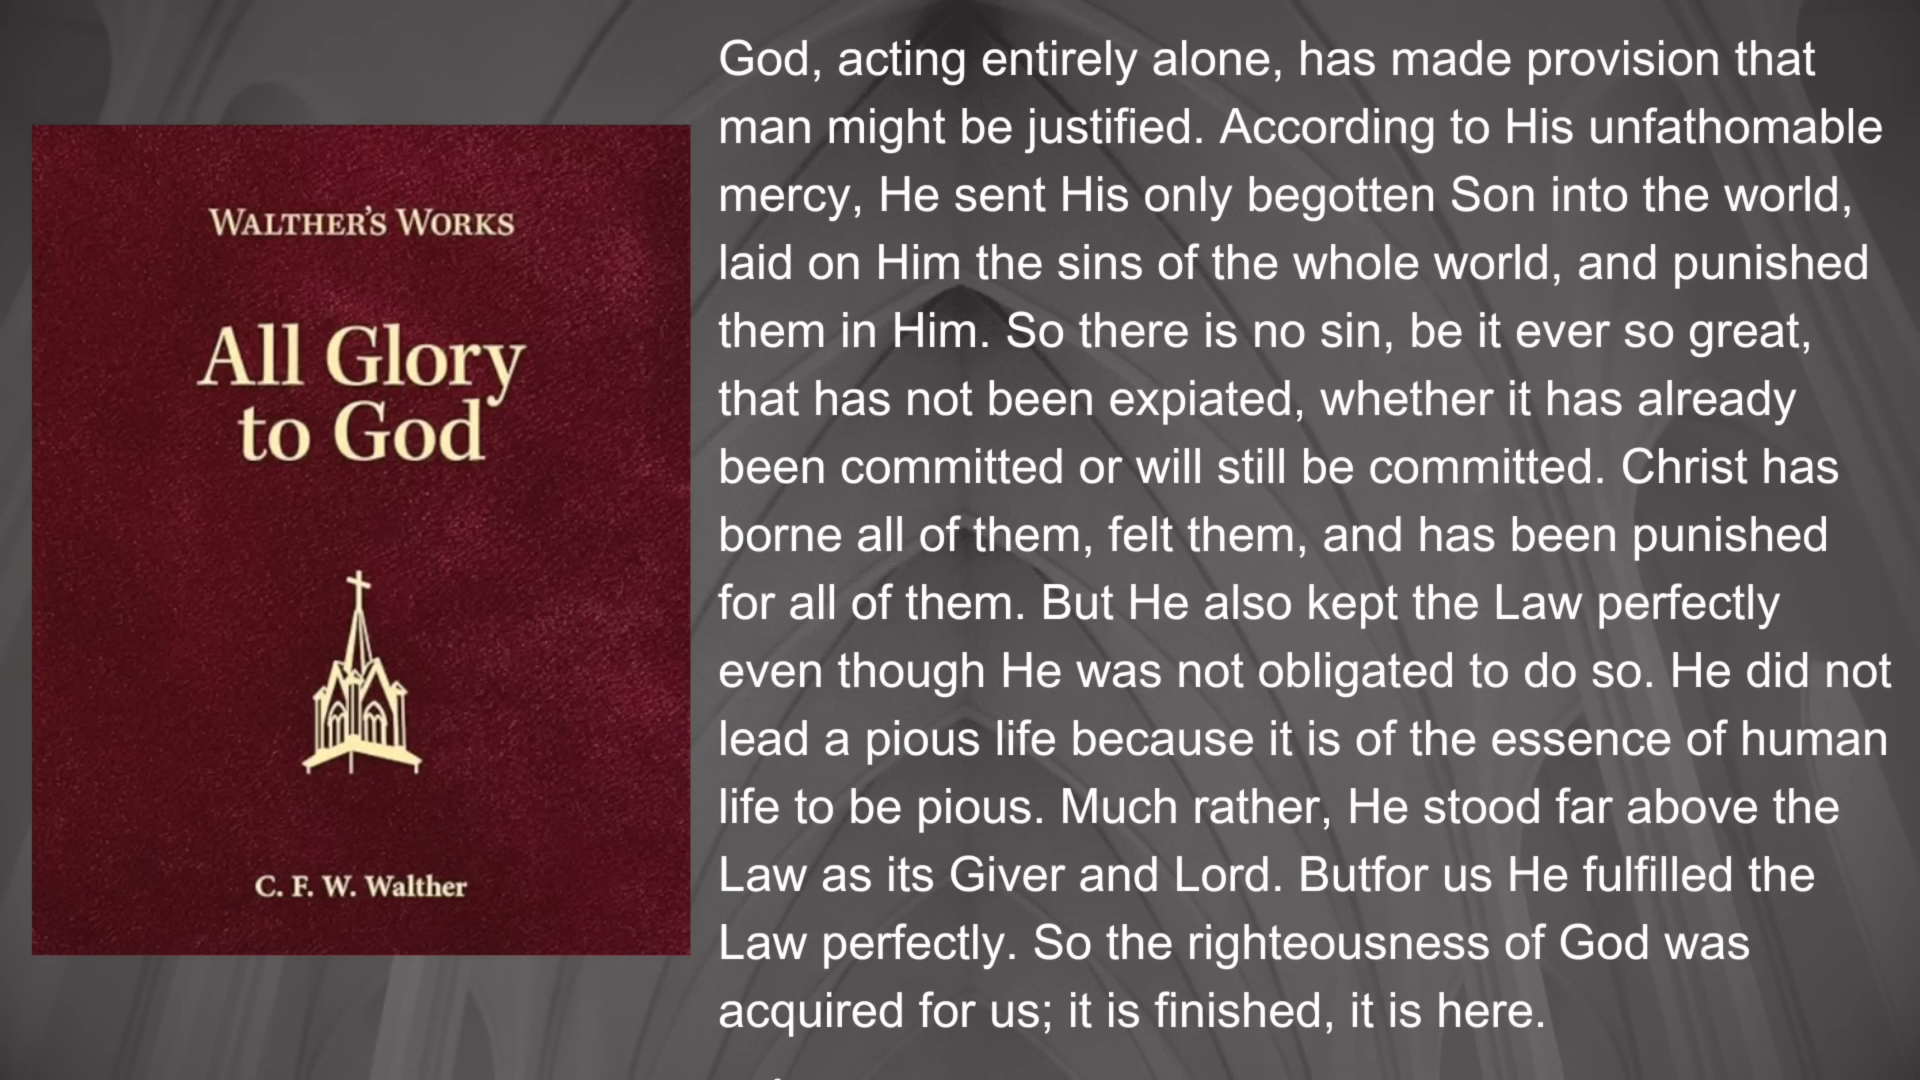 WALTHER'S WORKS
All Glory
to God
C. F. W. Walther
God, acting entirely alone, has made provision that
man might be justified. According to His unfathomable
mercy, He sent His only begotten Son into the world,
laid on Him the sins of the whole world, and punished
them in Him. So there is no sin, be it ever so great,
that has not been expiated, whether it has already
been committed or will still be committed. Christ has
borne all of them, felt them, and has been punished
for all of them. But He also kept the Law perfectly
even though He was not obligated to do so. He did not
lead a pious life because it is of the essence of human
life to be pious. Much rather, He stood far above the
Law as its Giver and Lord. Butfor us He fulfilled the
Law perfectly. So the righteousness of God was
acquired for us; it is finished, it is here.